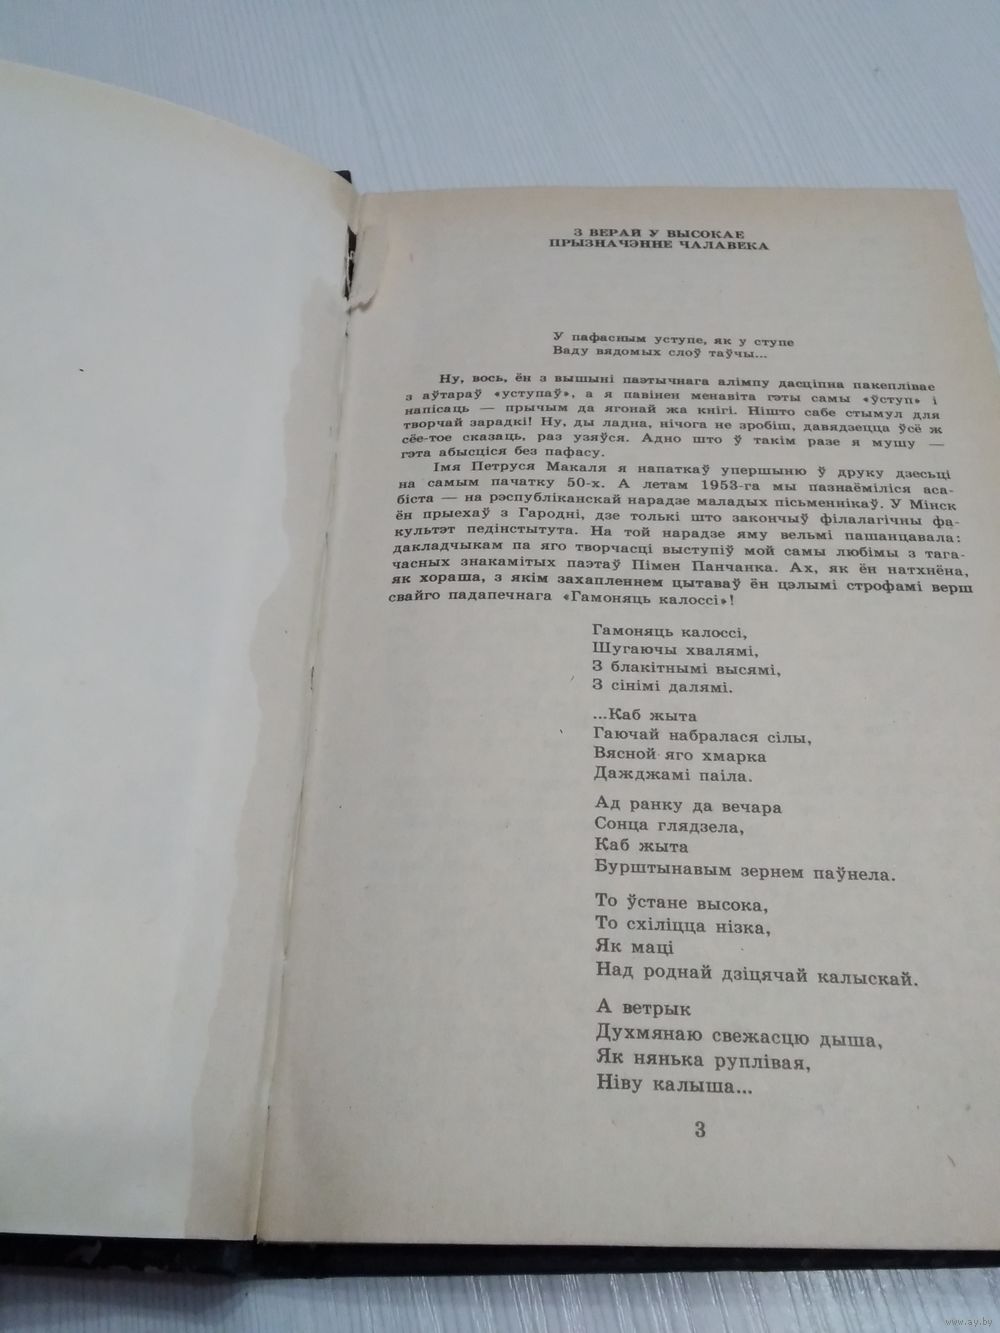 З ВЕРАЙ У ВЫСОКАЕ
ПРЫЗНАЧЭННЕ ЧАЛАВЕКА
У пафасным уступе, як у ступе
Ваду вядомых слоў таўчы...
Ну, вось, ён з вышыні паэтычнага алімпу дасціпна пакеплівае
з аўтараў «уступаў», а я павінен менавіта гэты самы «ўступ» і
напісаць — прычым да ягонай жа кнігі. Нішто сабе стымул для
творчай зарадкі! Ну, ды ладна, нічога не зробіш, давядзецца ўсё ж
сёе-тое сказаць, раз узяўся. Адно што ў такім разе я мушу —
гэта абысціся без пафасу.
Імя Петруся Макаля я напаткаў упершыню ў друку дзесьці
на самым пачатку 50-х. А летам 1953-га мы пазнаёміліся аса-
біста — на рэспубліканскай нарадзе маладых пісьменнікаў. У Мінск
ён прыехаў з Гародні, дзе толькі што закончыў філалагічны фа-
культэт педінстытута. На той нарадзе яму вельмі пашанцавала:
дакладчыкам па яго творчасці выступіў мой самы любімы з тага-
часных знакамітых паэтаў Пімен Панчанка. Ах, як ён натхнёна,
як хораша, з якім захапленнем цытаваў ён цэлымі строфамі верш
свайго падапечнага «Гамоняць калоссі»!
Гамоняць калоссі,
Шугаючы хвалямі,
З блакітнымі высямі,
З сінімі далямі.
...Каб жыта
Гаючай набралася сілы,
Вясной яго хмарка
Дажджамі паіла.
Ад ранку да вечара
Сонца глядзела,
Каб жыта
Бурштынавым зернем паўнела.
То ўстане высока,
То схіліцца нізка,
Як маці
Над роднай дзіцячай калыскай.
А ветрык
Духмянаю свежасцю дыша,
Як нянька руплівая,
Ніву калыша...
3
www.ay.by